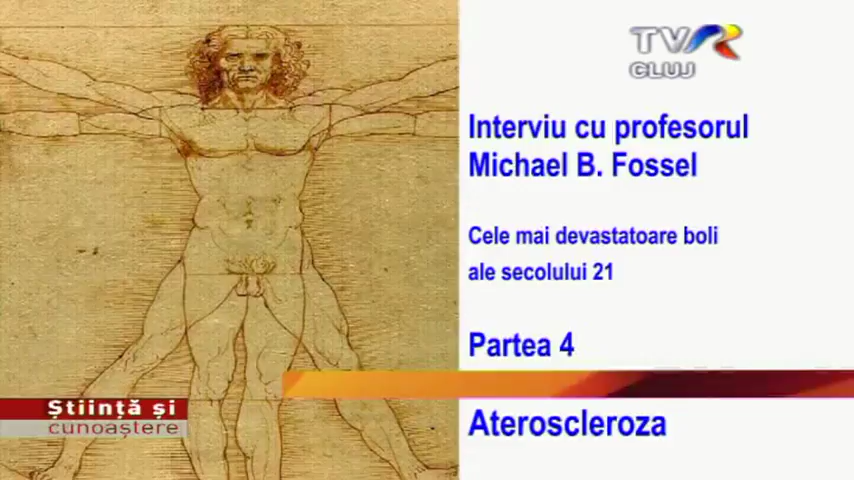 TVR
CLUJ
Interviu cu profesorul
Michael B. Fossel
Cele mai devastatoare boli
ale secolului 21
Partea 4
Știință și
cunoaștere
Ateroscleroza